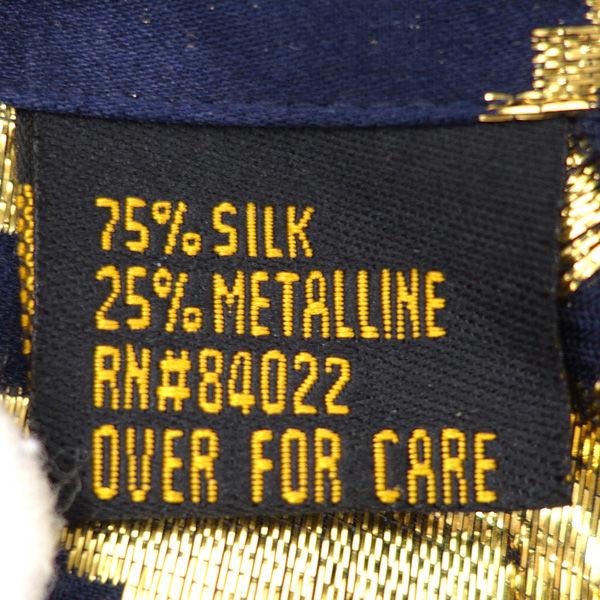 75% SILK
25% METALLINE
RN#84022
OVER FOR CARE